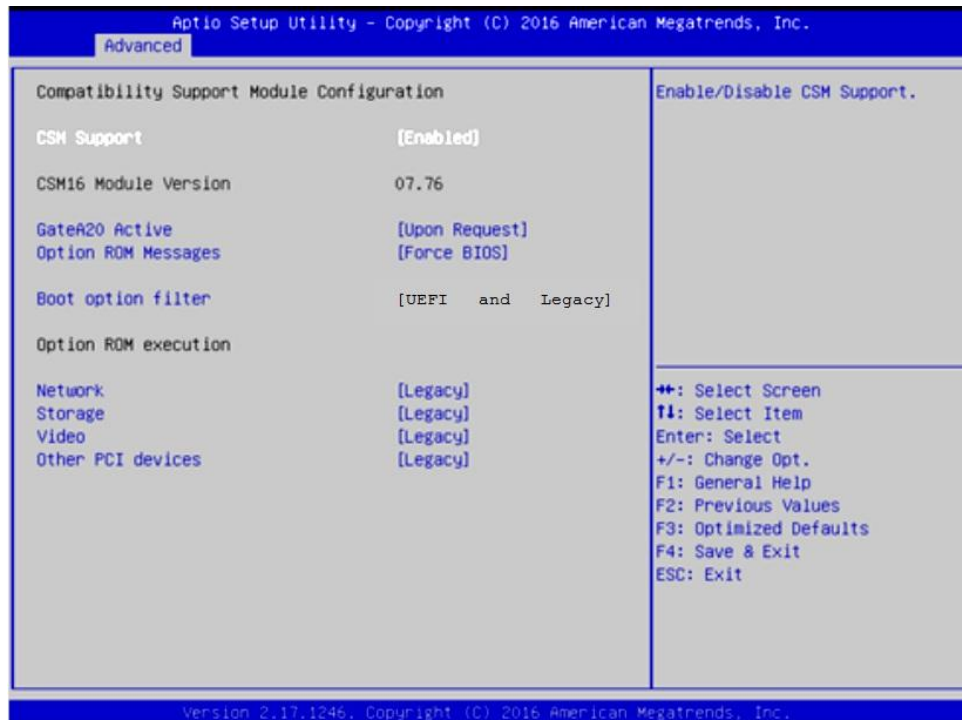 Aptio Setup Utility - Copyright (C) 2016 American Megatrends, Inc.
Advanced
Compatibility Support Module Configuration
CSM Support [Enabled]
CSM16 Module Version 07.76
GateA20 Active [Upon Request]
Option ROM Messages [Force BIOS]
Boot option filter [UEFI and Legacy]
Option ROM execution
Network [Legacy]
Storage [Legacy]
Video [Legacy]
Other PCI devices [Legacy]
Enable/Disable CSM Support.
→←: Select Screen
↑↓: Select Item
Enter: Select
+/-: Change Opt.
F1: General Help
F2: Previous Values
F3: Optimized Defaults
F4: Save & Exit
ESC: Exit
Version 2.17.1246. Copyright (C) 2016 American Megatrends, Inc.